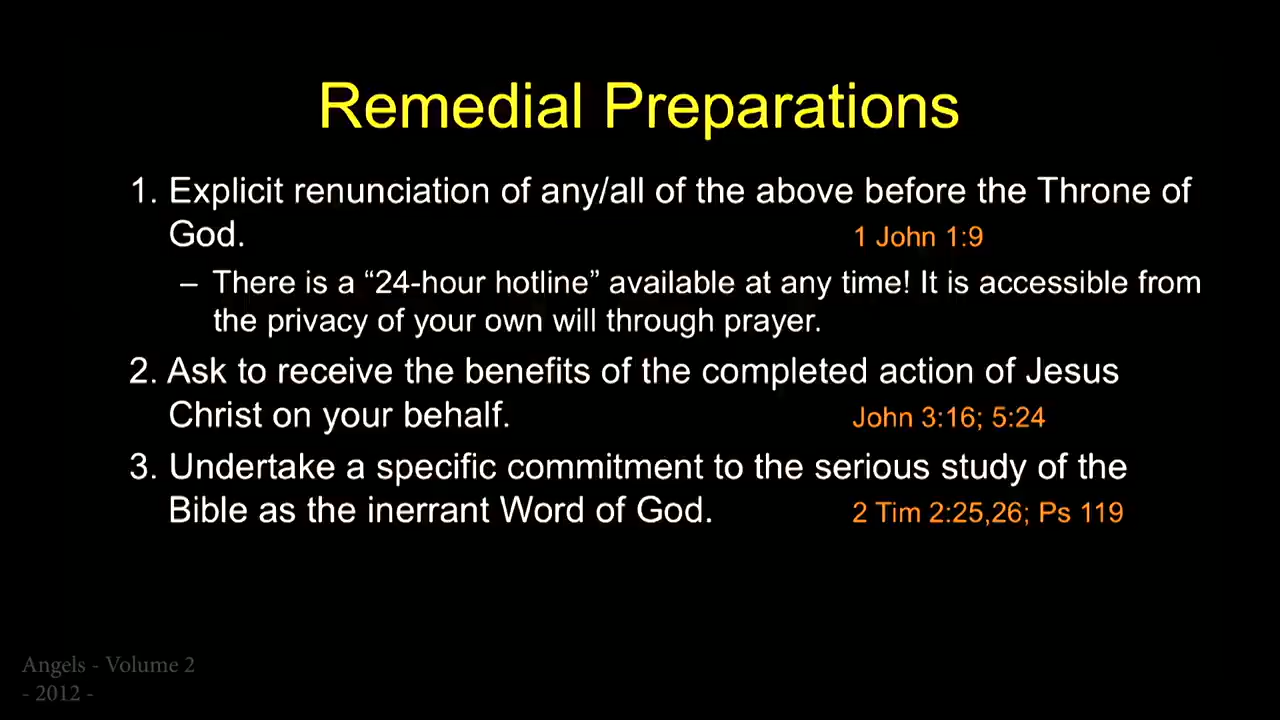 Remedial Preparations
1. Explicit renunciation of any/all of the above before the Throne of
God. 1 John 1:9
– There is a “24-hour hotline” available at any time! It is accessible from
the privacy of your own will through prayer.
2. Ask to receive the benefits of the completed action of Jesus
Christ on your behalf. John 3:16; 5:24
3. Undertake a specific commitment to the serious study of the
Bible as the inerrant Word of God. 2 Tim 2:25,26; Ps 119
Angels - Volume 2
- 2012 -